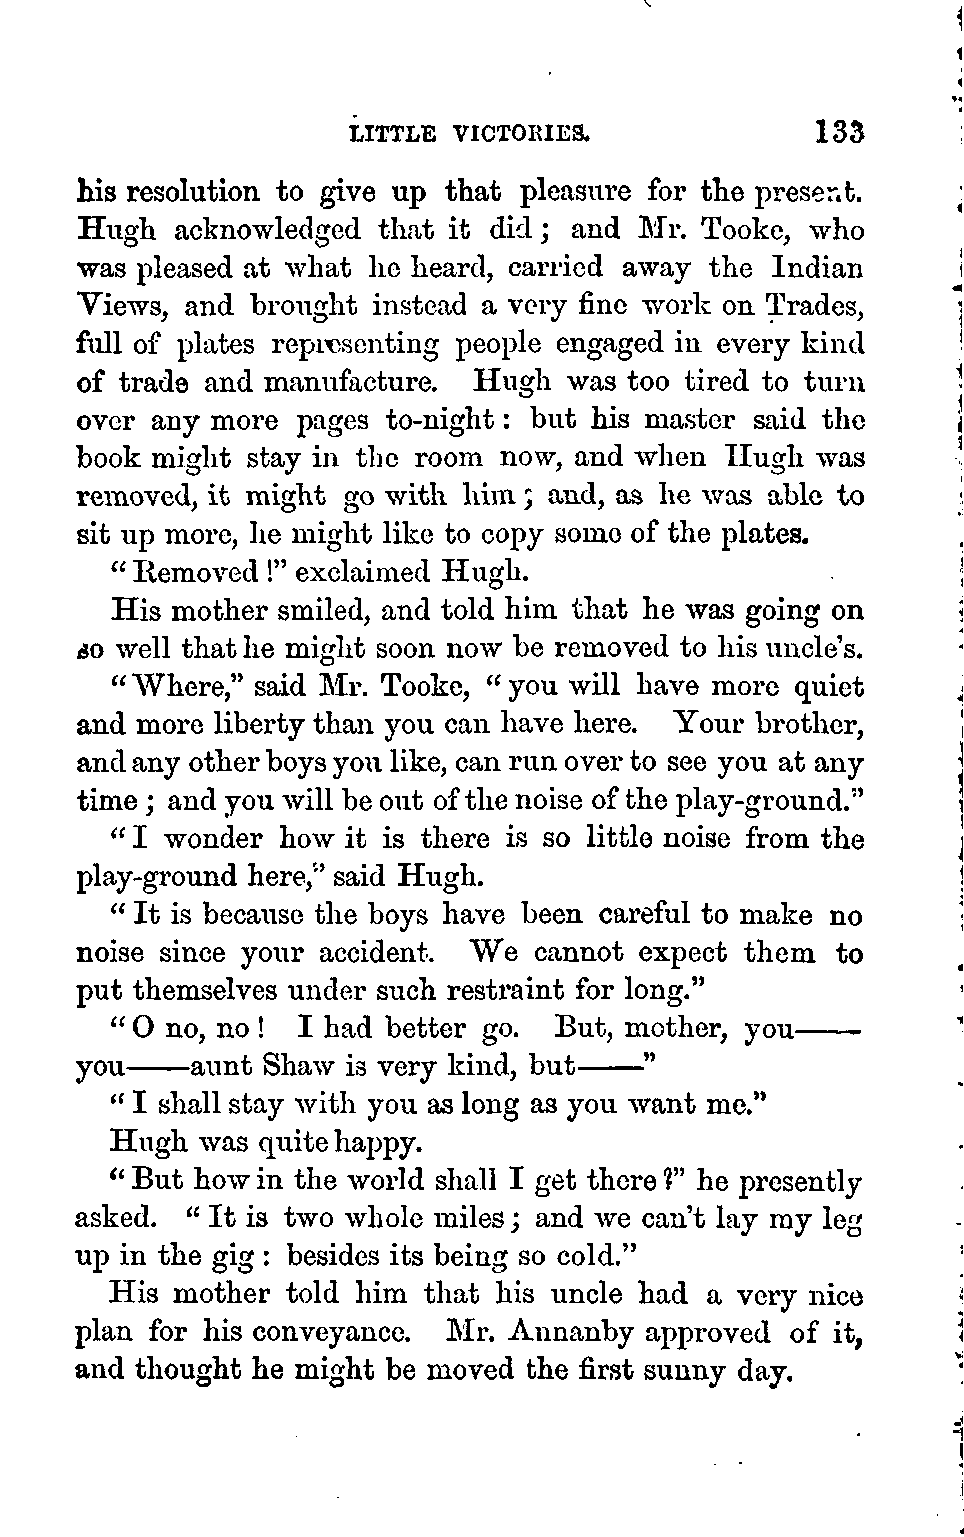 LITTLE VICTORIES. 133
his resolution to give up that pleasure for the present.
Hugh acknowledged that it did; and Mr. Tooke, who
was pleased at what he heard, carried away the Indian
Views, and brought instead a very fine work on Trades,
full of plates representing people engaged in every kind
of trade and manufacture. Hugh was too tired to turn
over any more pages to-night: but his master said the
book might stay in the room now, and when Hugh was
removed, it might go with him; and, as he was able to
sit up more, he might like to copy some of the plates.
"Removed!" exclaimed Hugh.
His mother smiled, and told him that he was going on
so well that he might soon now be removed to his uncle's.
"Where," said Mr. Tooke, "you will have more quiet
and more liberty than you can have here. Your brother,
and any other boys you like, can run over to see you at any
time; and you will be out of the noise of the play-ground."
"I wonder how it is there is so little noise from the
play-ground here," said Hugh.
"It is because the boys have been careful to make no
noise since your accident. We cannot expect them to
put themselves under such restraint for long."
"O no, no! I had better go. But, mother, you——
you——aunt Shaw is very kind, but——"
"I shall stay with you as long as you want me."
Hugh was quite happy.
"But how in the world shall I get there?" he presently
asked. "It is two whole miles; and we can't lay my leg
up in the gig: besides its being so cold."
His mother told him that his uncle had a very nice
plan for his conveyance. Mr. Annanby approved of it,
and thought he might be moved the first sunny day.